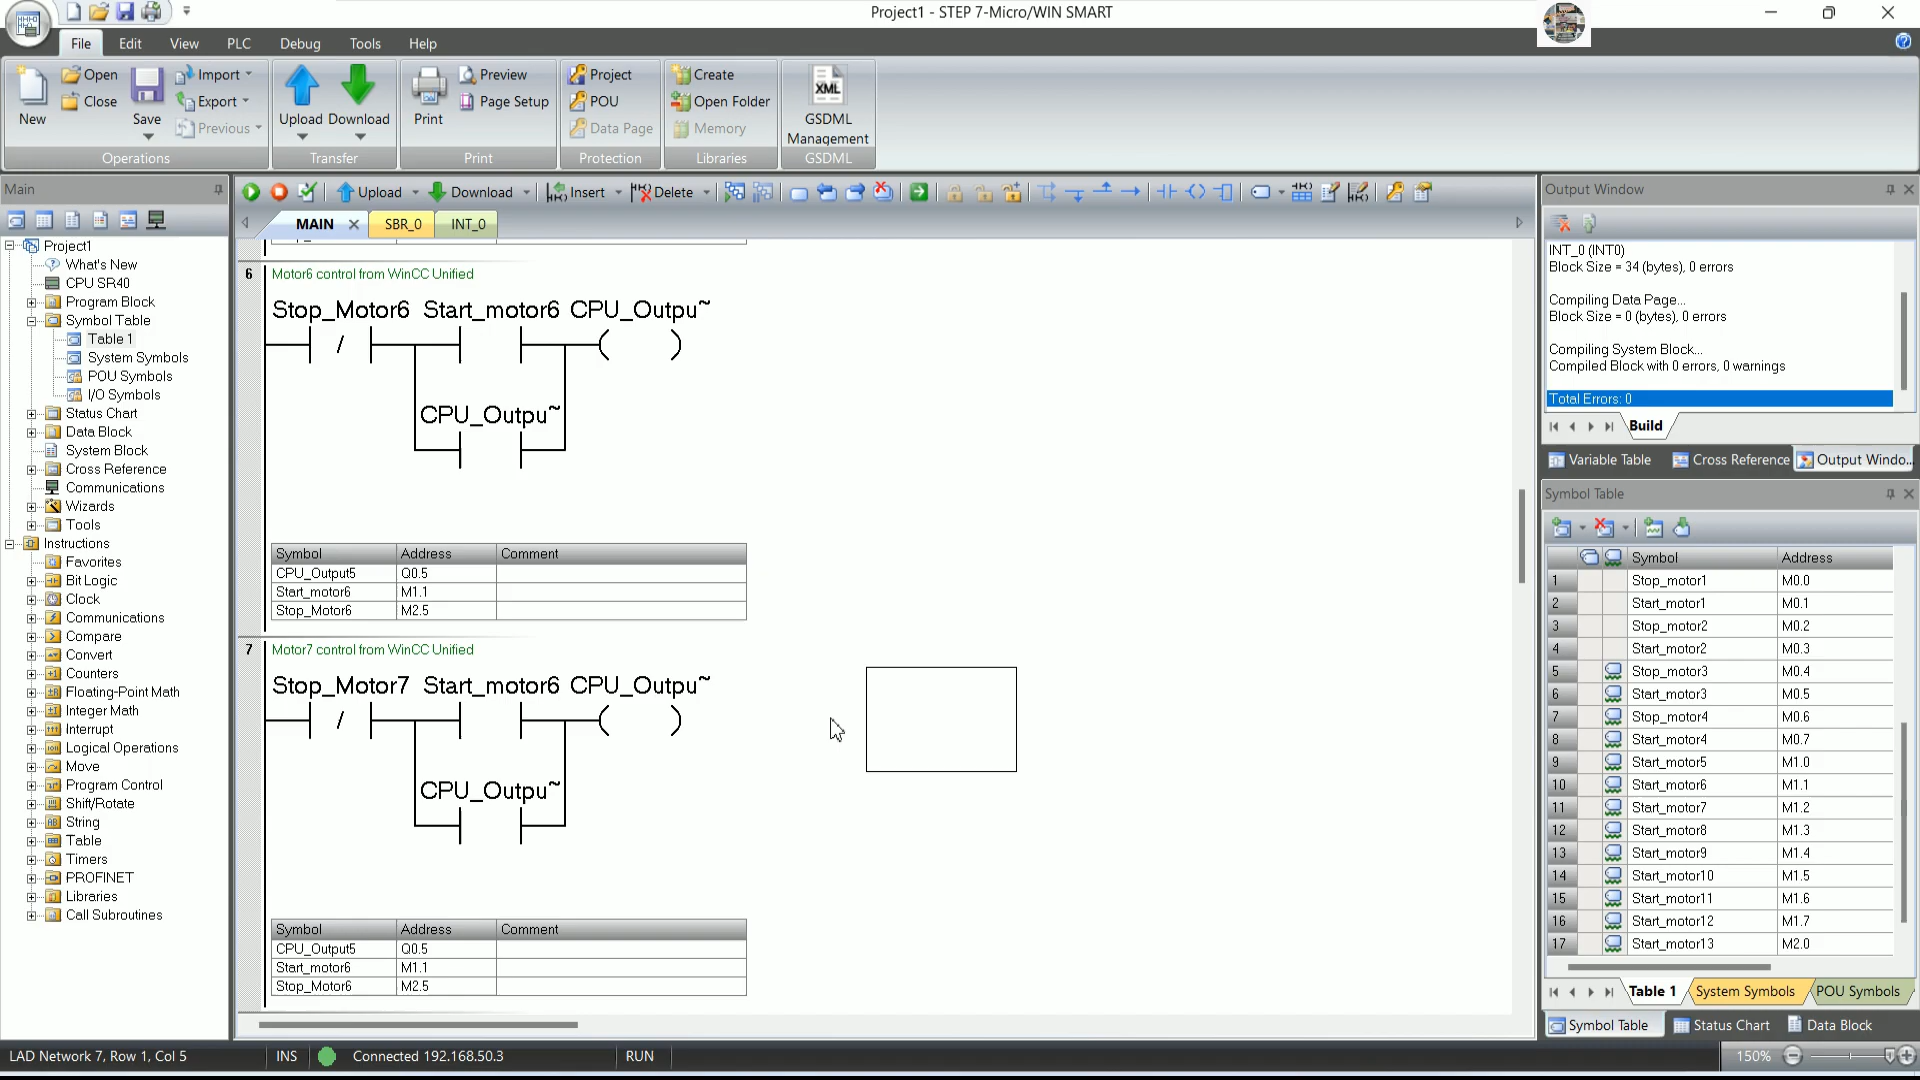 Project1 - STEP 7-Micro/WIN SMART
File Edit View PLC Debug Tools Help
New
Open
Close
Save
Import
Export
Previous
Operations
Upload
Download
Transfer
Print
Preview
Page Setup
Print
Project
POU
Data Page
Protection
Create
Open Folder
Memory
Libraries
XML
GSDML
Management
GSDML
Main
Upload Download Insert Delete
MAIN SBR_0 INT_0
Project1
What's New
CPU SR40
Program Block
Symbol Table
Table 1
System Symbols
POU Symbols
I/O Symbols
Status Chart
Data Block
System Block
Cross Reference
Communications
Wizards
Tools
Instructions
Favorites
Bit Logic
Clock
Communications
Compare
Convert
Counters
Floating-Point Math
Integer Math
Interrupt
Logical Operations
Move
Program Control
Shift/Rotate
String
Table
Timers
PROFINET
Libraries
Call Subroutines
6 Motor6 control from WinCC Unified
Stop_Motor6 Start_motor6 CPU_Outpu~
/
CPU_Outpu~
Symbol Address Comment
CPU_Output5 Q0.5
Start_motor6 M1.1
Stop_Motor6 M2.5
7 Motor7 control from WinCC Unified
Stop_Motor7 Start_motor6 CPU_Outpu~
/
CPU_Outpu~
Symbol Address Comment
CPU_Output5 Q0.5
Start_motor6 M1.1
Stop_Motor6 M2.5
Output Window
INT_0 (INT0)
Block Size = 34 (bytes), 0 errors
Compiling Data Page...
Block Size = 0 (bytes), 0 errors
Compiling System Block...
Compiled Block with 0 errors, 0 warnings
Total Errors: 0
Build
Variable Table Cross Reference Output Windo...
Symbol Table
Symbol Address
1 Stop_motor1 M0.0
2 Start_motor1 M0.1
3 Stop_motor2 M0.2
4 Start_motor2 M0.3
5 Stop_motor3 M0.4
6 Start_motor3 M0.5
7 Stop_motor4 M0.6
8 Start_motor4 M0.7
9 Start_motor5 M1.0
10 Start_motor6 M1.1
11 Start_motor7 M1.2
12 Start_motor8 M1.3
13 Start_motor9 M1.4
14 Start_motor10 M1.5
15 Start_motor11 M1.6
16 Start_motor12 M1.7
17 Start_motor13 M2.0
Table 1 System Symbols POU Symbols
Symbol Table Status Chart Data Block
LAD Network 7, Row 1, Col 5 INS Connected 192.168.50.3 RUN 150%